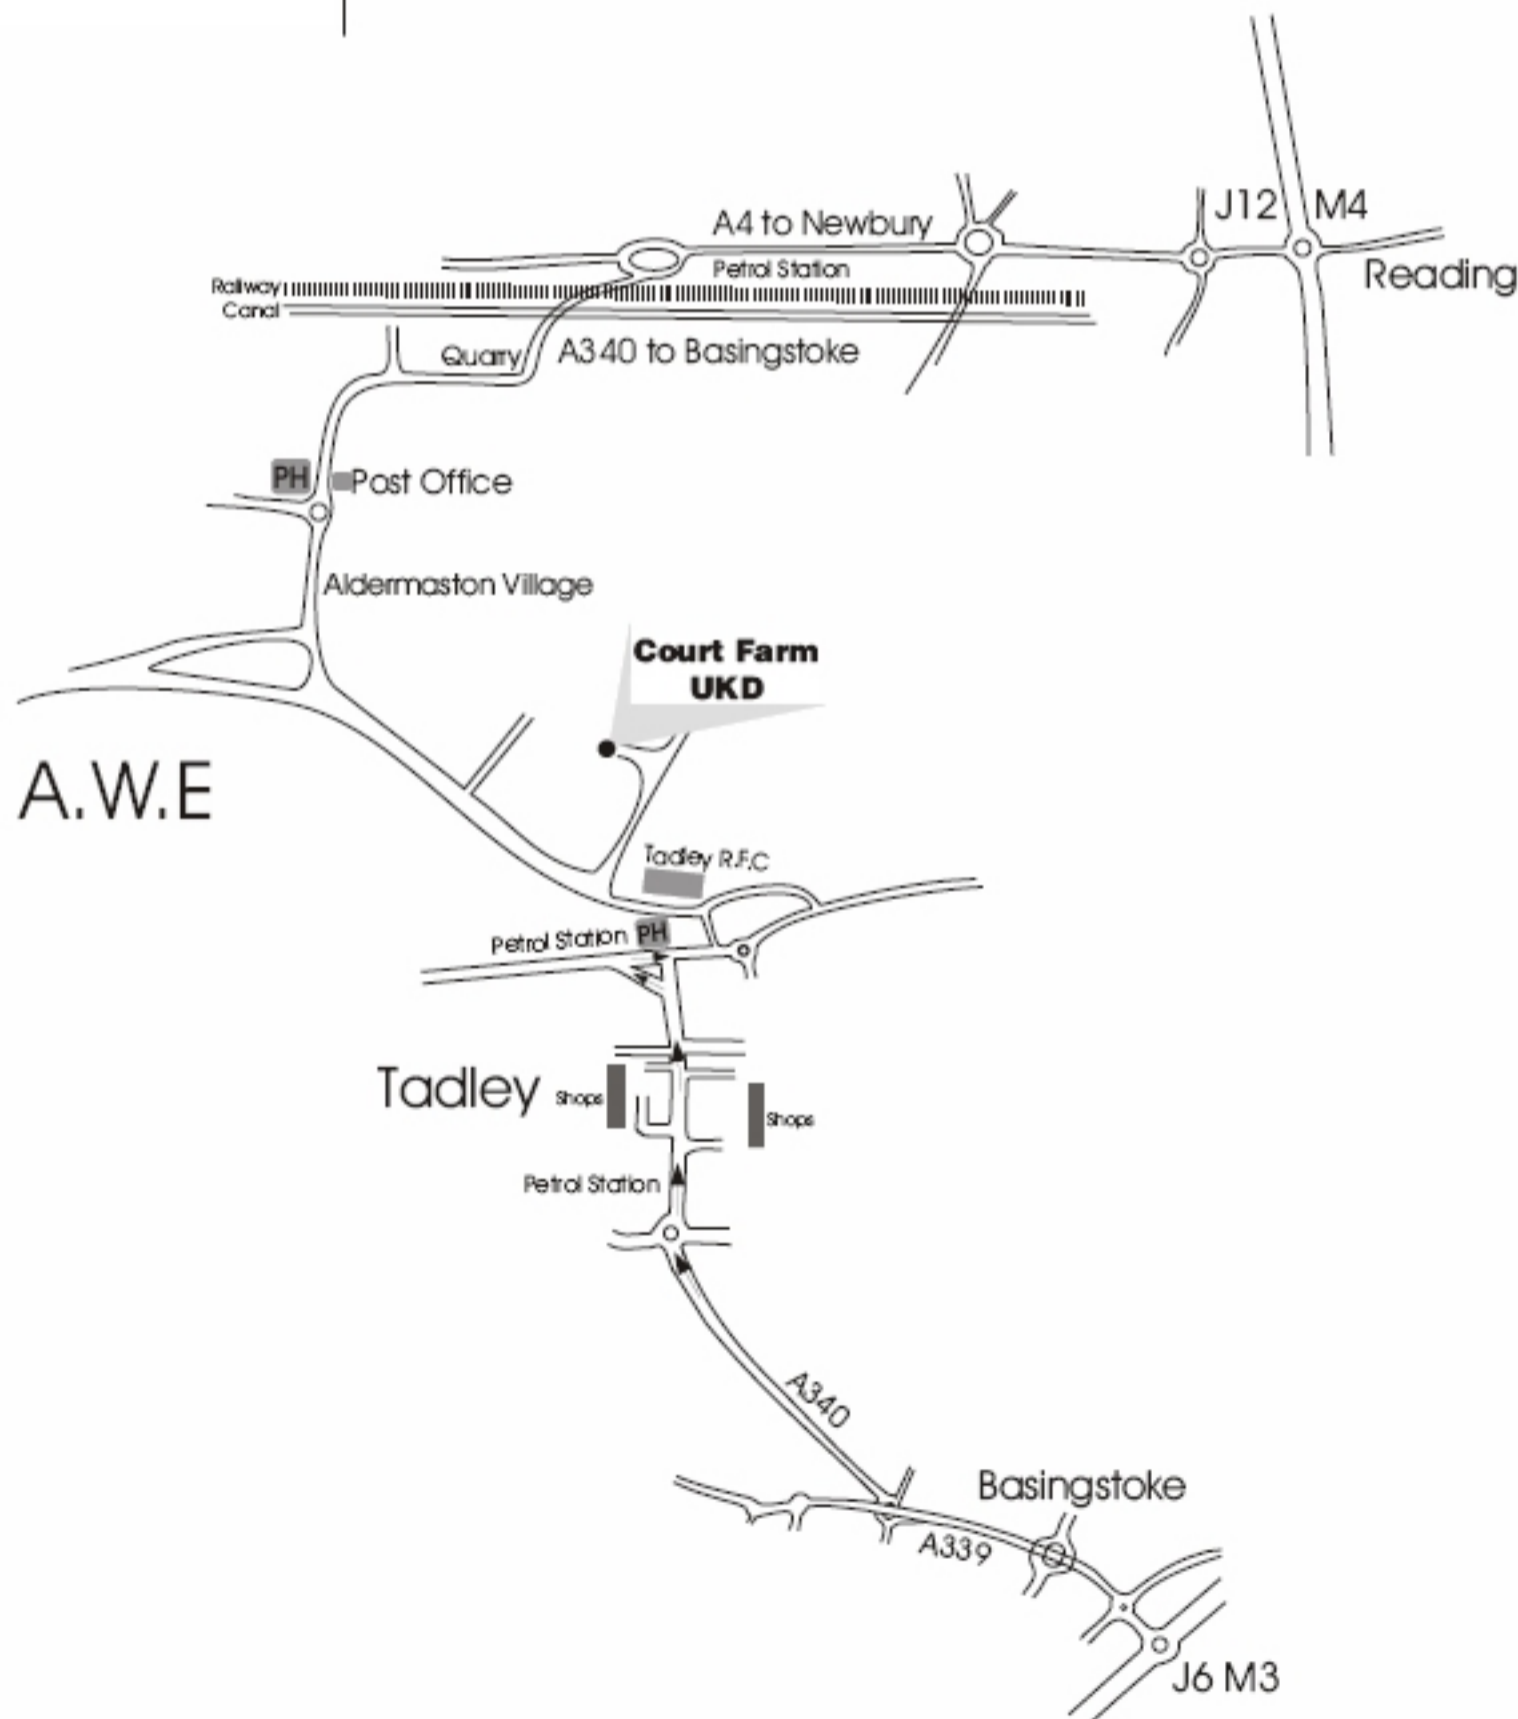 J12 M4
A4 to Newbury
Petrol Station
Reading
Railway
Canal
Quarry
A340 to Basingstoke
PH
Post Office
Aldermaston Village
Court Farm
UKD
A.W.E
Tadley R.F.C
Petrol Station PH
Tadley
Shops
Shops
Petrol Station
A340
Basingstoke
A339
J6 M3